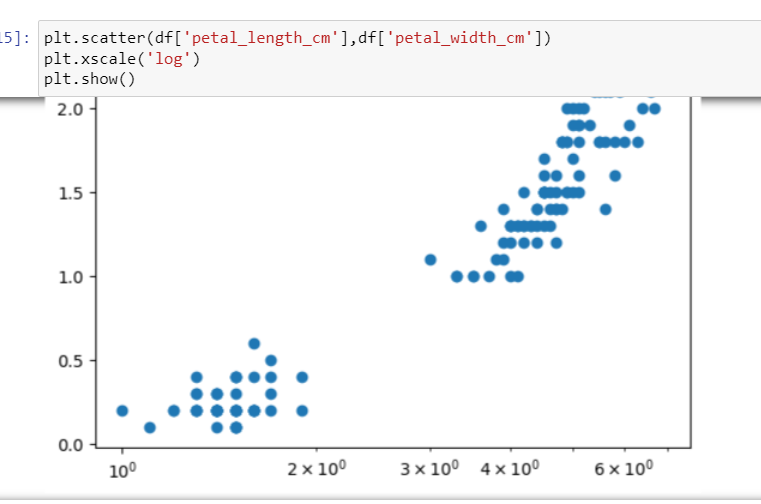 15]: plt.scatter(df['petal_length_cm'],df['petal_width_cm'])
plt.xscale('log')
plt.show()
2.0
1.5
1.0
0.5
0.0
10⁰
2 × 10⁰
3 × 10⁰
4 × 10⁰
6 × 10⁰